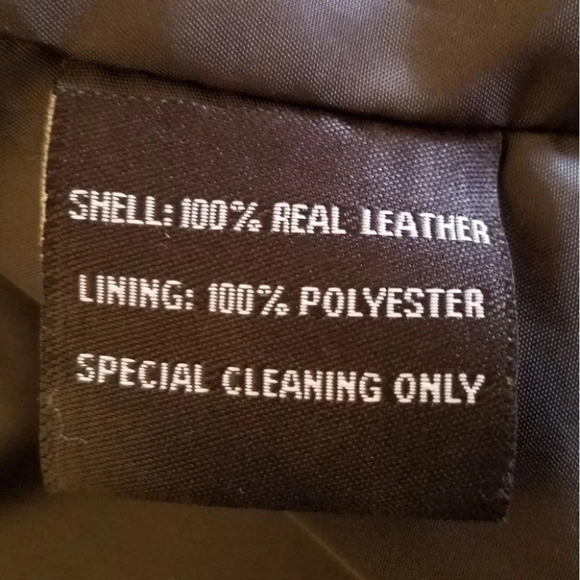 SHELL: 100% REAL LEATHER
LINING: 100% POLYESTER
SPECIAL CLEANING ONLY